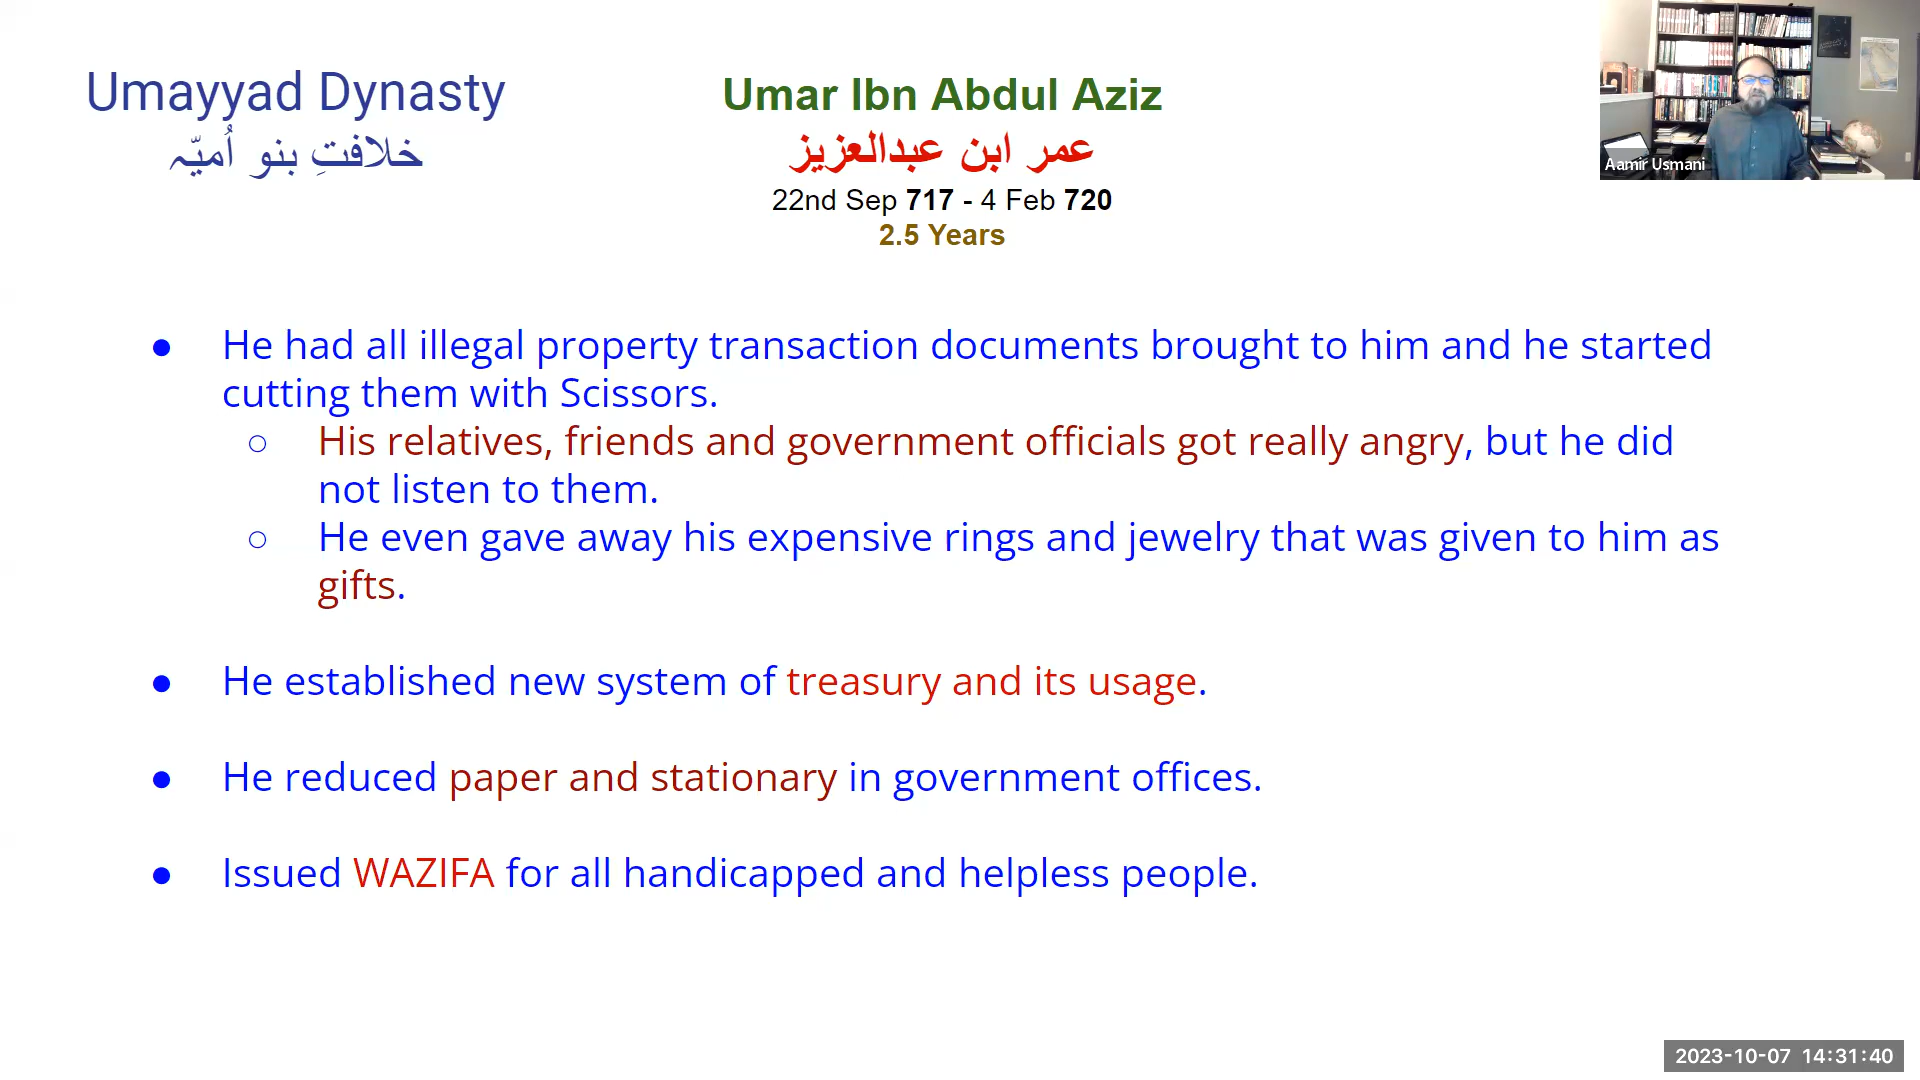 Umayyad Dynasty
خلافتِ بنو اُمیّہ
Umar Ibn Abdul Aziz
عمر ابن عبدالعزیز
22nd Sep 717 - 4 Feb 720
2.5 Years
Aamir Usmani
● He had all illegal property transaction documents brought to him and he started
cutting them with Scissors.
○ His relatives, friends and government officials got really angry, but he did
not listen to them.
○ He even gave away his expensive rings and jewelry that was given to him as
gifts.
● He established new system of treasury and its usage.
● He reduced paper and stationary in government offices.
● Issued WAZIFA for all handicapped and helpless people.
2023-10-07 14:31:40